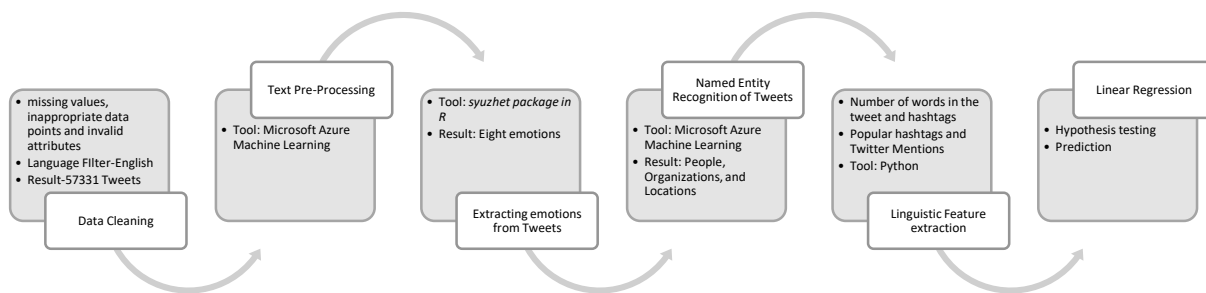 • missing values,
inappropriate data
points and invalid
attributes
• Language FIlter-English
• Result-57331 Tweets
Data Cleaning
Text Pre-Processing
• Tool: Microsoft Azure
Machine Learning
• Tool: syuzhet package in
R
• Result: Eight emotions
Extracting emotions
from Tweets
Named Entity
Recognition of Tweets
• Tool: Microsoft Azure
Machine Learning
• Result: People,
Organizations, and
Locations
• Number of words in the
tweet and hashtags
• Popular hashtags and
Twitter Mentions
• Tool: Python
Linguistic Feature
extraction
Linear Regression
• Hypothesis testing
• Prediction